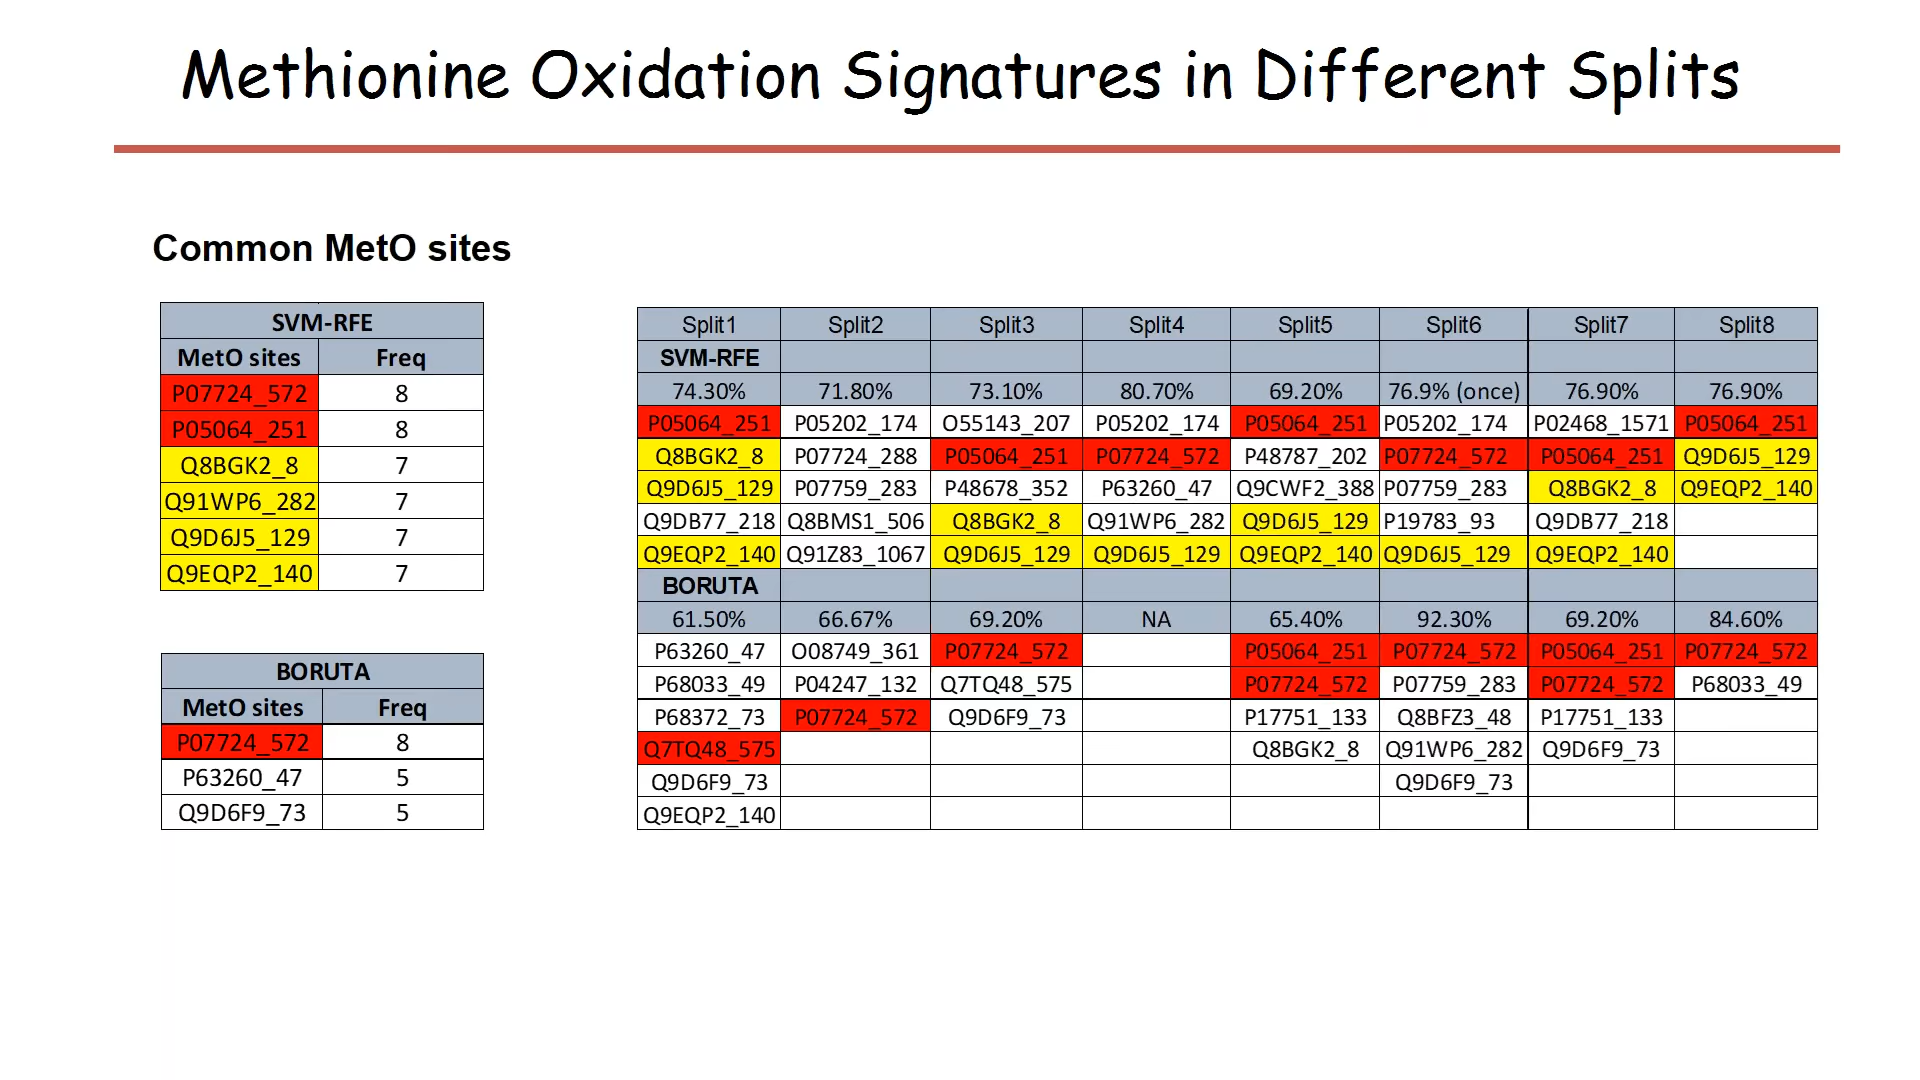 Methionine Oxidation Signatures in Different Splits
Common MetO sites
SVM-RFE
MetO sites Freq
P07724_572 8
P05064_251 8
Q8BGK2_8 7
Q91WP6_282 7
Q9D6J5_129 7
Q9EQP2_140 7
BORUTA
MetO sites Freq
P07724_572 8
P63260_47 5
Q9D6F9_73 5
Split1 Split2 Split3 Split4 Split5 Split6 Split7 Split8
SVM-RFE
74.30% 71.80% 73.10% 80.70% 69.20% 76.9% (once) 76.90% 76.90%
P05064_251 P05202_174 O55143_207 P05202_174 P05064_251 P05202_174 P02468_1571 P05064_251
Q8BGK2_8 P07724_288 P05064_251 P07724_572 P48787_202 P07724_572 P05064_251 Q9D6J5_129
Q9D6J5_129 P07759_283 P48678_352 P63260_47 Q9CWF2_388 P07759_283 Q8BGK2_8 Q9EQP2_140
Q9DB77_218 Q8BMS1_506 Q8BGK2_8 Q91WP6_282 Q9D6J5_129 P19783_93 Q9DB77_218
Q9EQP2_140 Q91Z83_1067 Q9D6J5_129 Q9D6J5_129 Q9EQP2_140 Q9D6J5_129 Q9EQP2_140
BORUTA
61.50% 66.67% 69.20% NA 65.40% 92.30% 69.20% 84.60%
P63260_47 O08749_361 P07724_572 P05064_251 P07724_572 P05064_251 P07724_572
P68033_49 P04247_132 Q7TQ48_575 P07724_572 P07759_283 P07724_572 P68033_49
P68372_73 P07724_572 Q9D6F9_73 P17751_133 Q8BFZ3_48 P17751_133
Q7TQ48_575 Q8BGK2_8 Q91WP6_282 Q9D6F9_73
Q9D6F9_73 Q9D6F9_73
Q9EQP2_140